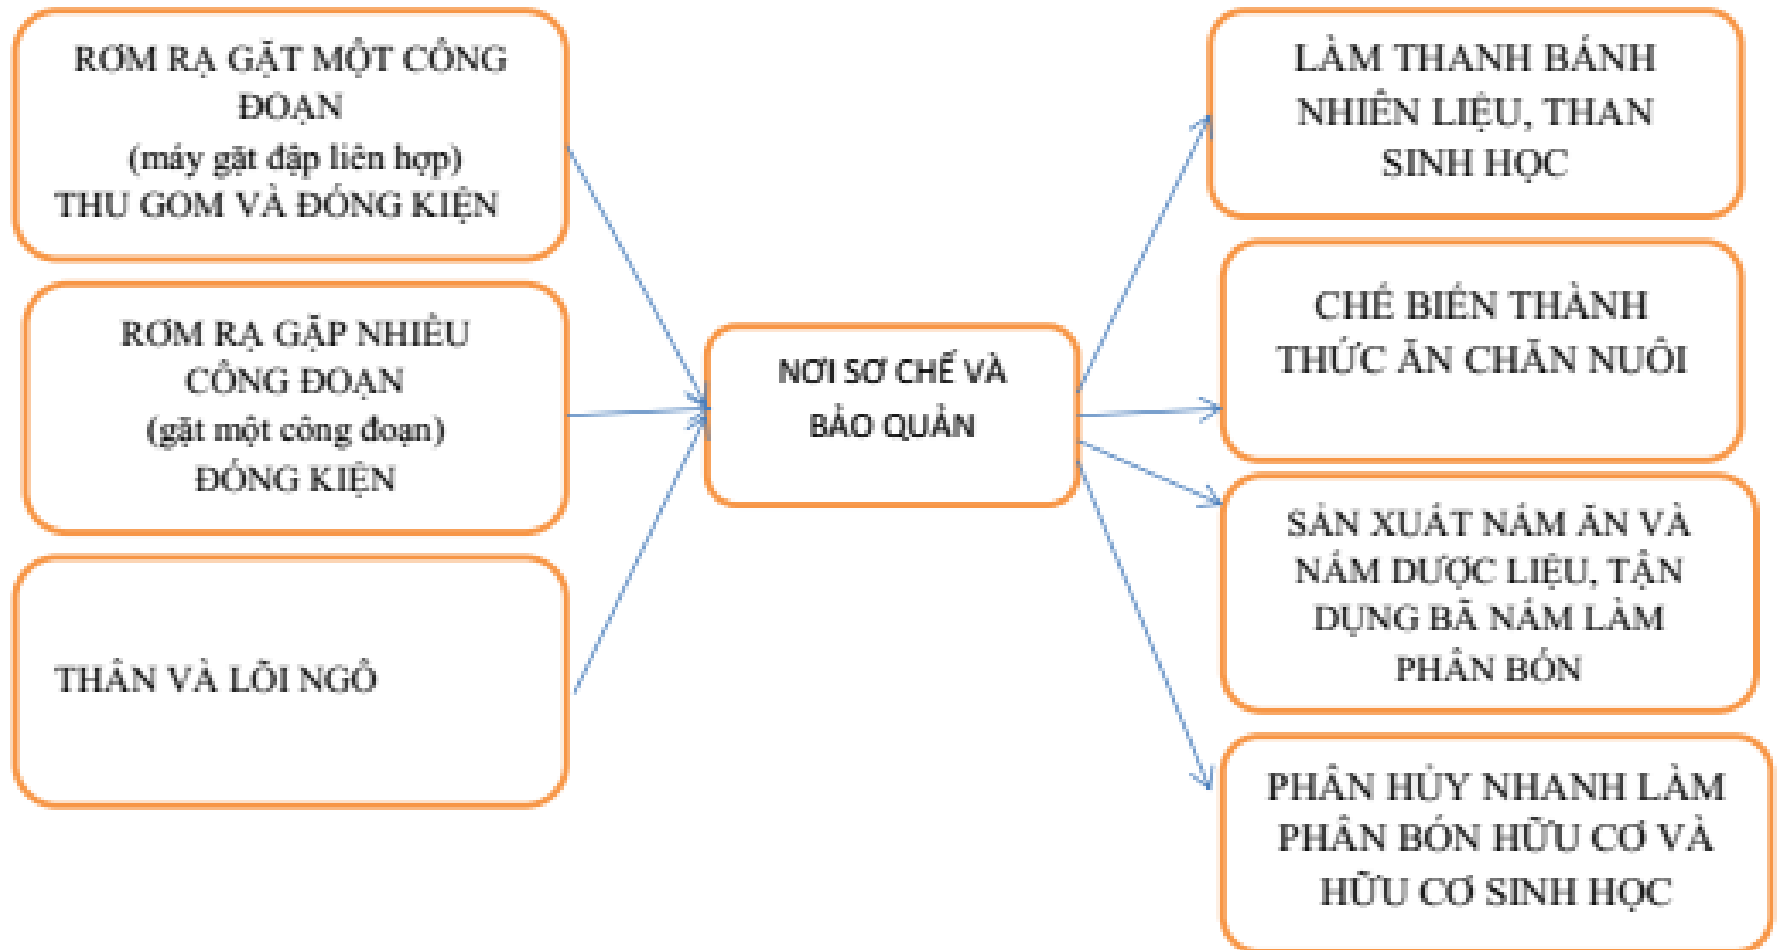 RƠM RẠ GẶT MỘT CÔNG
ĐOẠN
(máy gặt đập liên hợp)
THU GOM VÀ ĐÓNG KIỆN
RƠM RẠ GẶP NHIỀU
CÔNG ĐOẠN
(gặt một công đoạn)
ĐÓNG KIỆN
THÂN VÀ LÕI NGÔ
NƠI SƠ CHẾ VÀ
BẢO QUẢN
LÀM THANH BÁNH
NHIÊN LIỆU, THAN
SINH HỌC
CHẾ BIẾN THÀNH
THỨC ĂN CHĂN NUÔI
SẢN XUẤT NẤM ĂN VÀ
NẤM DƯỢC LIỆU, TẬN
DỤNG BÃ NẤM LÀM
PHÂN BÓN
PHÂN HỦY NHANH LÀM
PHÂN BÓN HỮU CƠ VÀ
HỮU CƠ SINH HỌC